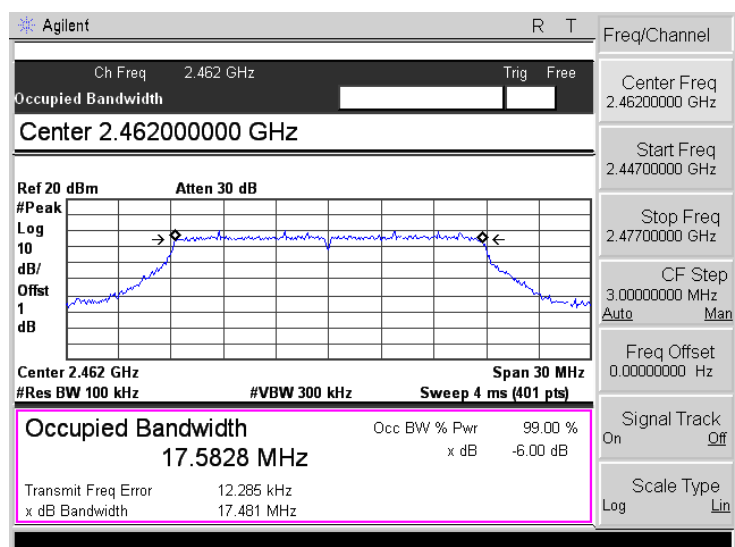 Agilent R T
Ch Freq 2.462 GHz Trig Free
Occupied Bandwidth
Center 2.462000000 GHz
Ref 20 dBm Atten 30 dB
#Peak
Log
10
dB/
Offst
1
dB
Center 2.462 GHz Span 30 MHz
#Res BW 100 kHz #VBW 300 kHz Sweep 4 ms (401 pts)
Occupied Bandwidth
17.5828 MHz
Occ BW % Pwr 99.00 %
x dB -6.00 dB
Transmit Freq Error 12.285 kHz
x dB Bandwidth 17.481 MHz
Freq/Channel
Center Freq
2.46200000 GHz
Start Freq
2.44700000 GHz
Stop Freq
2.47700000 GHz
CF Step
3.00000000 MHz
Auto Man
Freq Offset
0.00000000 Hz
Signal Track
On Off
Scale Type
Log Lin